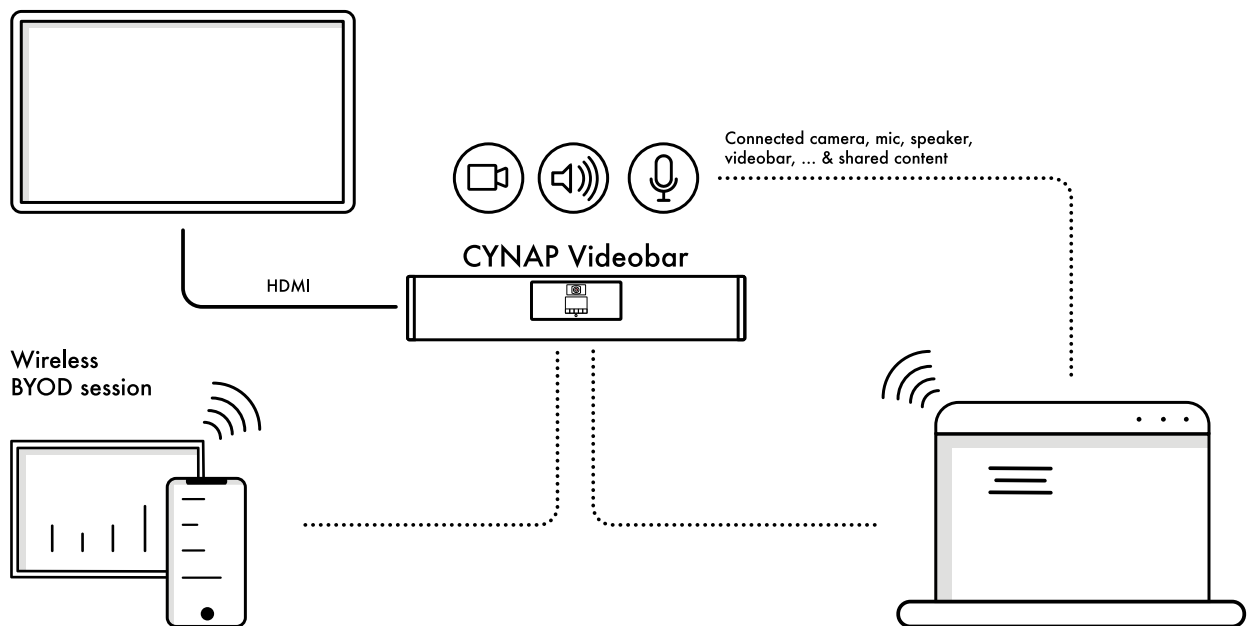 Connected camera, mic, speaker,
videobar, ... & shared content
CYNAP Videobar
HDMI
Wireless
BYOD session